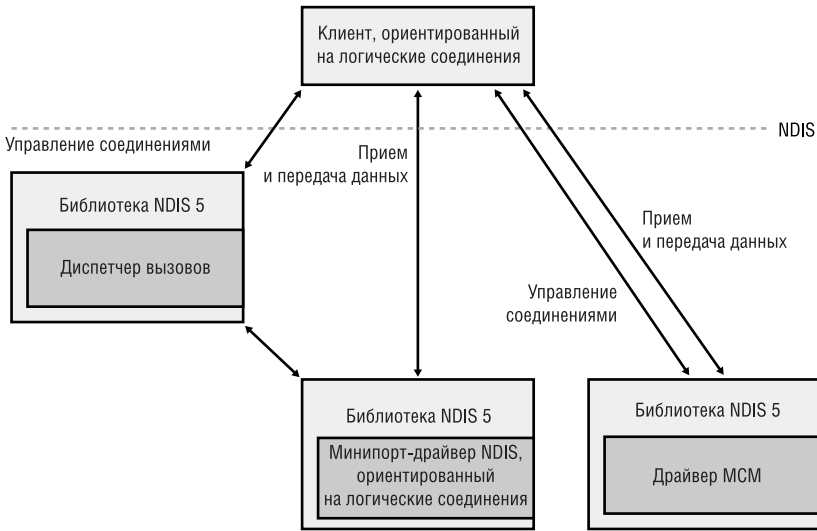 Клиент, ориентированный
на логические соединения
NDIS
Управление соединениями
Прием
и передача данных
Библиотека NDIS 5
Диспетчер вызовов
Прием
и передача данных
Управление
соединениями
Библиотека NDIS 5
Минипорт-драйвер NDIS,
ориентированный
на логические соединения
Библиотека NDIS 5
Драйвер MCM